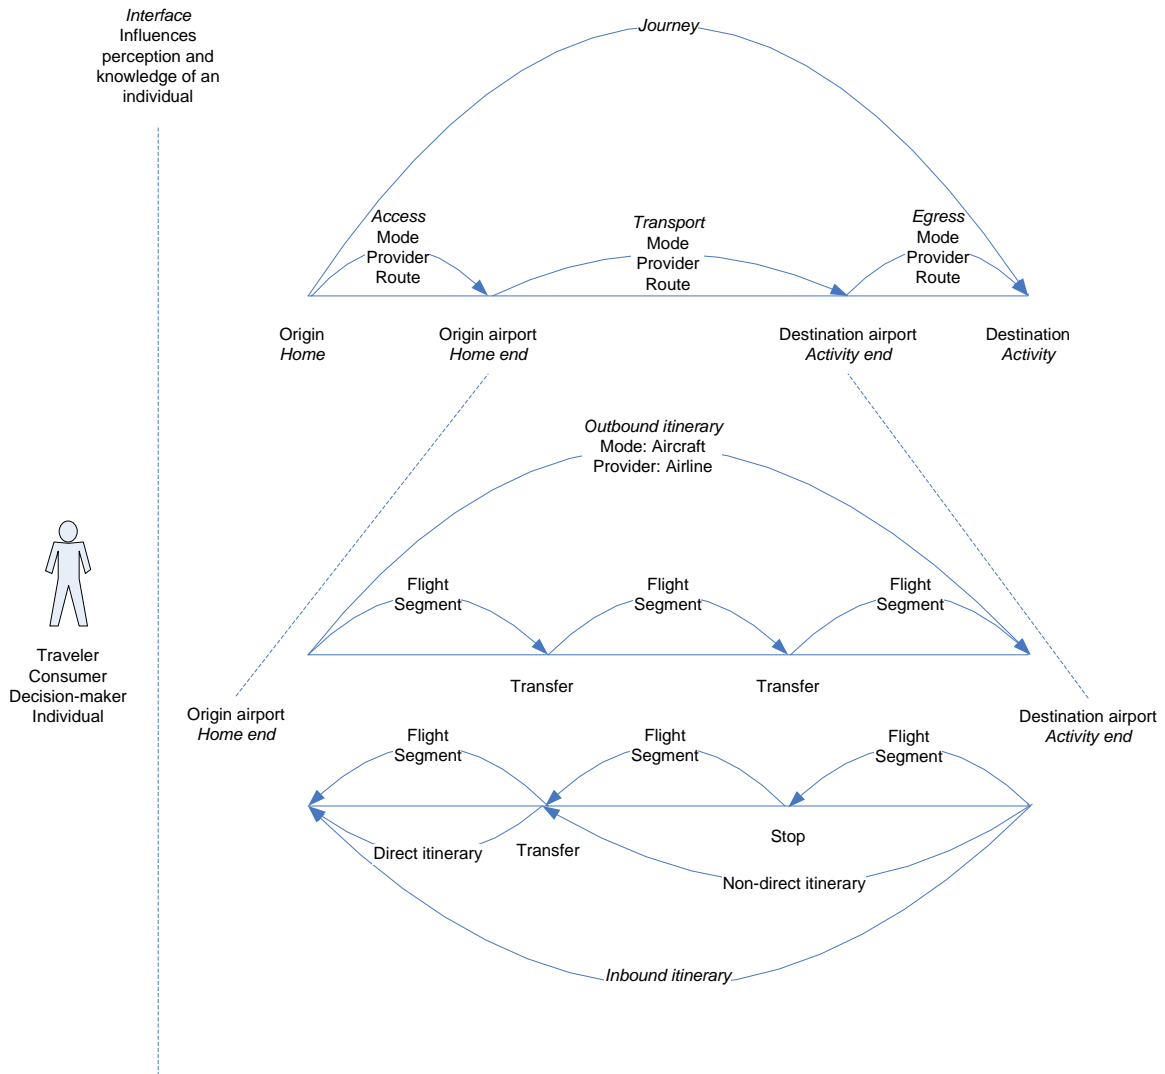 Interface
Influences
perception and
knowledge of an
individual
Journey
Access
Mode
Provider
Route
Transport
Mode
Provider
Route
Egress
Mode
Provider
Route
Origin
Home
Origin airport
Home end
Destination airport
Activity end
Destination
Activity
Outbound itinerary
Mode: Aircraft
Provider: Airline
Flight
Segment
Flight
Segment
Flight
Segment
Traveler
Consumer
Decision-maker
Individual
Transfer
Transfer
Origin airport
Home end
Destination airport
Activity end
Flight
Segment
Flight
Segment
Flight
Segment
Direct itinerary
Transfer
Stop
Non-direct itinerary
Inbound itinerary